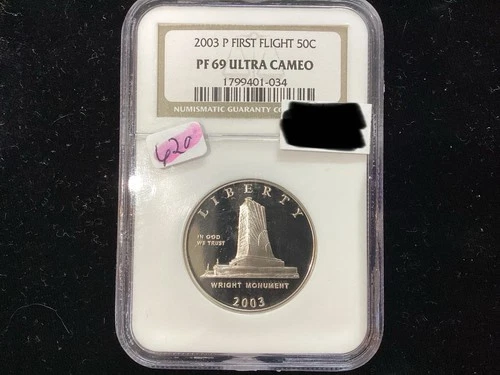 2003 P FIRST FLIGHT 50C
PF 69 ULTRA CAMEO
1799401-034
NUMISMATIC GUARANTY
620
LIBERTY
IN GOD
WE TRUST
WRIGHT MONUMENT
2003